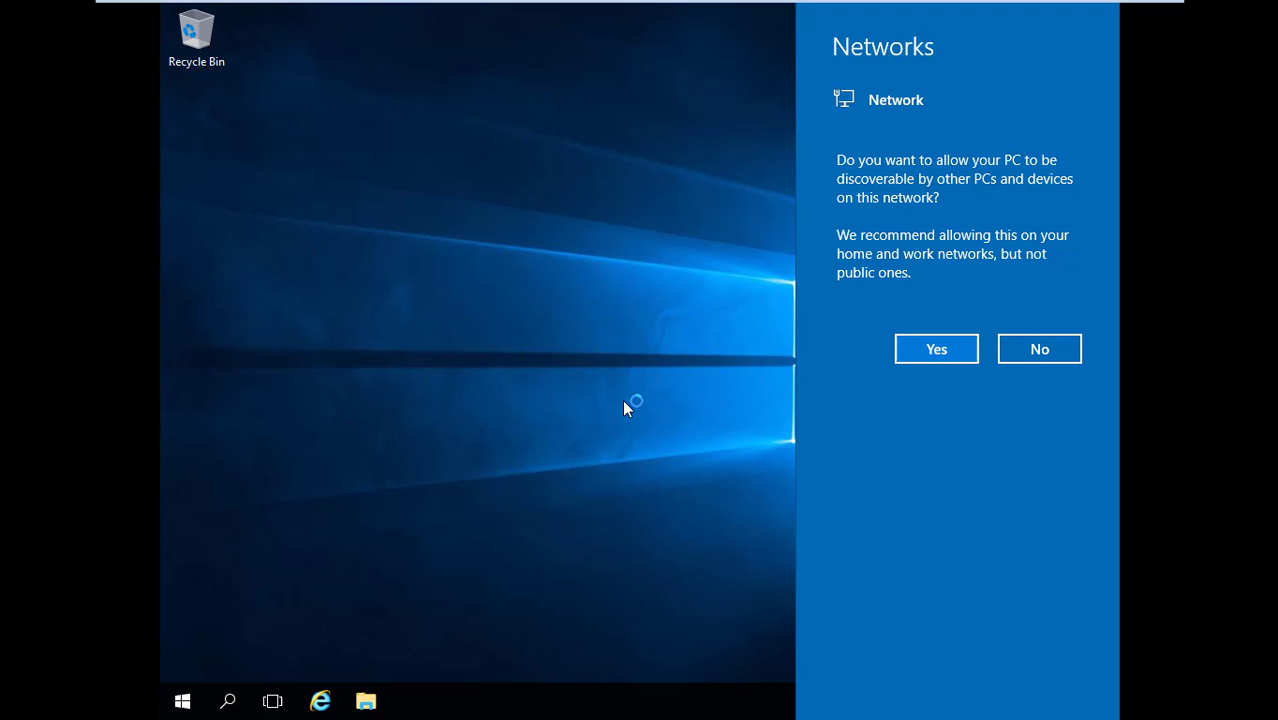 Recycle Bin
Networks
Network
Do you want to allow your PC to be
discoverable by other PCs and devices
on this network?
We recommend allowing this on your
home and work networks, but not
public ones.
Yes
No